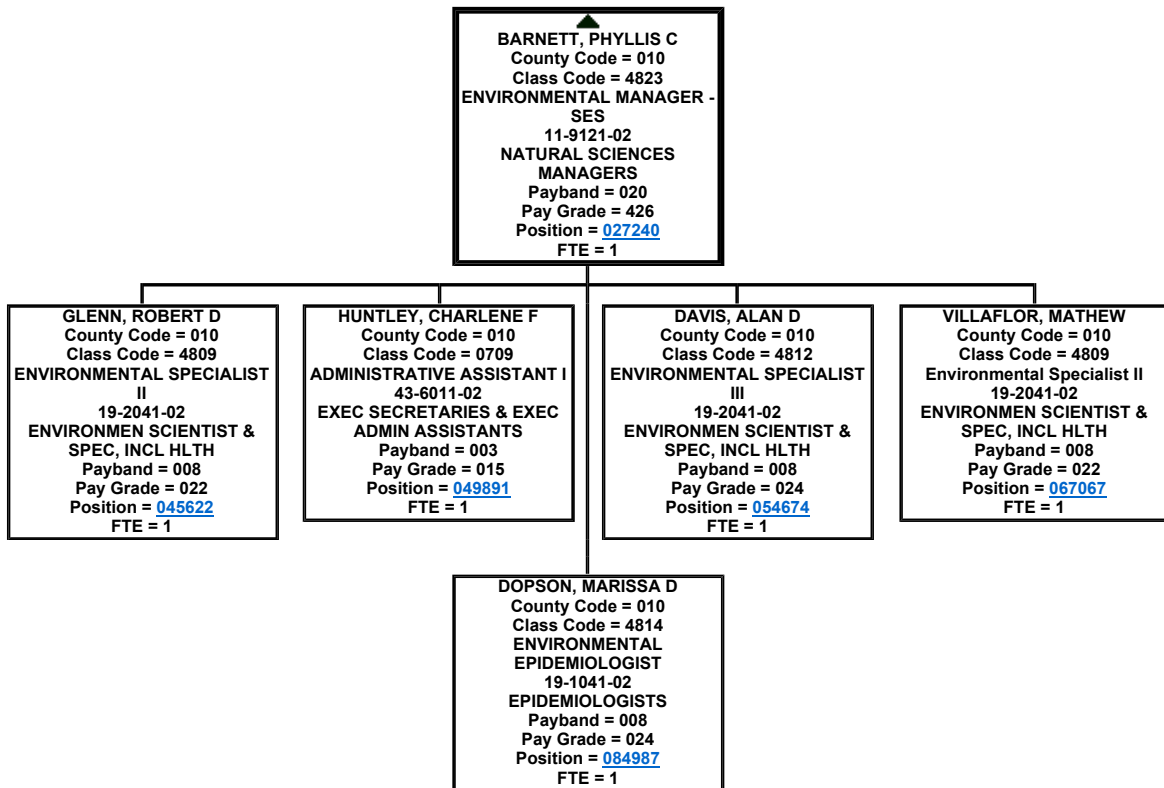 BARNETT, PHYLLIS C
County Code = 010
Class Code = 4823
ENVIRONMENTAL MANAGER -
SES
11-9121-02
NATURAL SCIENCES
MANAGERS
Payband = 020
Pay Grade = 426
Position = 027240
FTE = 1
GLENN, ROBERT D
County Code = 010
Class Code = 4809
ENVIRONMENTAL SPECIALIST
II
19-2041-02
ENVIRONMEN SCIENTIST &
SPEC, INCL HLTH
Payband = 008
Pay Grade = 022
Position = 045622
FTE = 1
HUNTLEY, CHARLENE F
County Code = 010
Class Code = 0709
ADMINISTRATIVE ASSISTANT I
43-6011-02
EXEC SECRETARIES & EXEC
ADMIN ASSISTANTS
Payband = 003
Pay Grade = 015
Position = 049891
FTE = 1
DAVIS, ALAN D
County Code = 010
Class Code = 4812
ENVIRONMENTAL SPECIALIST
III
19-2041-02
ENVIRONMEN SCIENTIST &
SPEC, INCL HLTH
Payband = 008
Pay Grade = 024
Position = 054674
FTE = 1
VILLAFLOR, MATHEW
County Code = 010
Class Code = 4809
Environmental Specialist II
19-2041-02
ENVIRONMEN SCIENTIST &
SPEC, INCL HLTH
Payband = 008
Pay Grade = 022
Position = 067067
FTE = 1
DOPSON, MARISSA D
County Code = 010
Class Code = 4814
ENVIRONMENTAL
EPIDEMIOLOGIST
19-1041-02
EPIDEMIOLOGISTS
Payband = 008
Pay Grade = 024
Position = 084987
FTE = 1